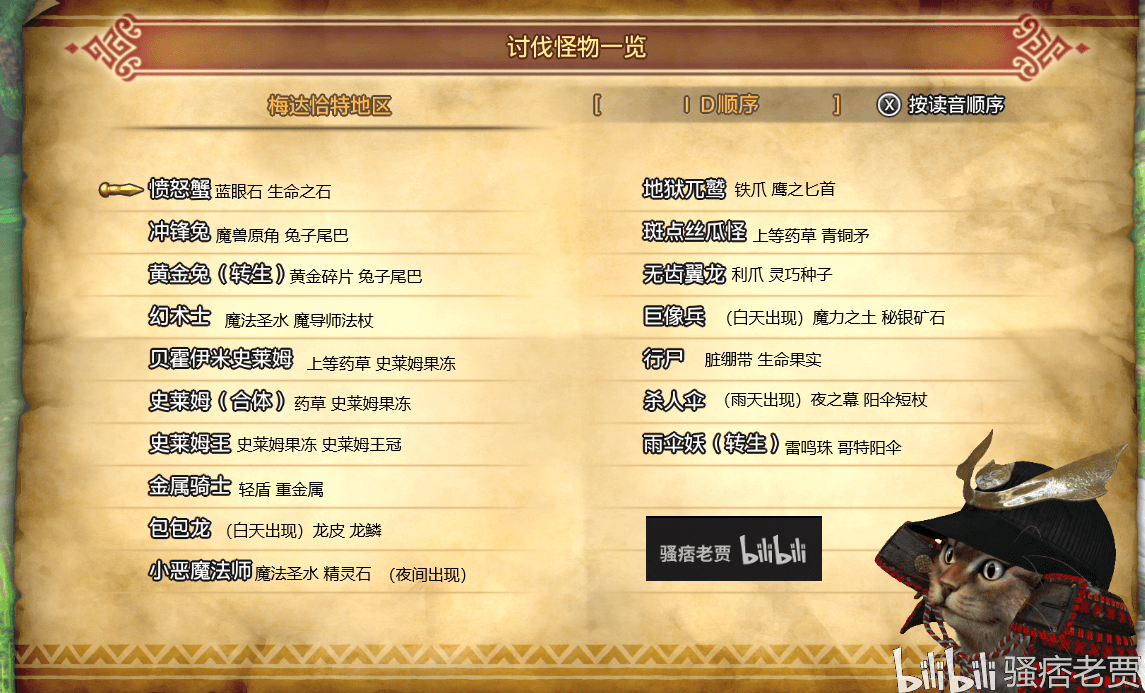 讨伐怪物一览
梅达恰特地区
[ ID顺序 ]
X 按读音顺序
愤怒蟹 蓝眼石 生命之石
冲锋兔 魔兽原角 兔子尾巴
黄金兔（转生）黄金碎片 兔子尾巴
幻术士 魔法圣水 魔导师法杖
贝霍伊米史莱姆 上等药草 史莱姆果冻
史莱姆（合体）药草 史莱姆果冻
史莱姆王 史莱姆果冻 史莱姆王冠
金属骑士 轻盾 重金属
包包龙 （白天出现）龙皮 龙鳞
小恶魔法师 魔法圣水 精灵石 （夜间出现）
地狱兀鹫 铁爪 鹰之匕首
斑点丝瓜怪 上等药草 青铜矛
无齿翼龙 利爪 灵巧种子
巨像兵 （白天出现）魔力之土 秘银矿石
行尸 脏绷带 生命果实
杀人伞 （雨天出现）夜之幕 阳伞短杖
雨伞妖（转生）雷鸣珠 哥特阳伞
骚痞老贾 bilibili
bilibili 骚痞老贾